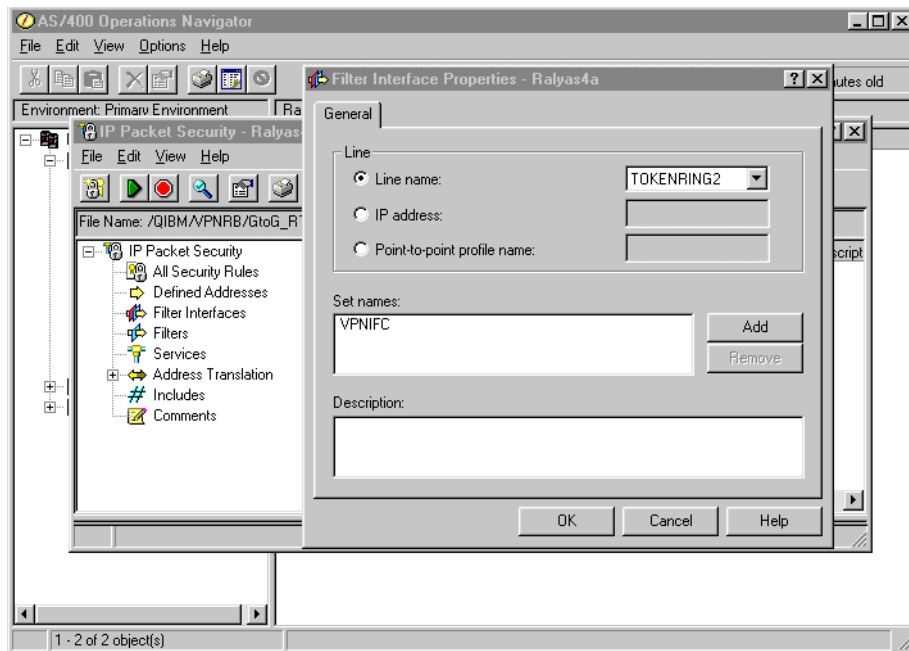 AS/400 Operations Navigator
File Edit View Options Help
utes old
Environment: Primary Environment
Ra
IP Packet Security - Ralyas
File Edit View Help
File Name: /QIBM/VPNRB/GtoG_R
IP Packet Security
All Security Rules
Defined Addresses
Filter Interfaces
Filters
Services
Address Translation
Includes
Comments
script
Filter Interface Properties - Ralyas4a
General
Line
Line name:
TOKENRING2
IP address:
Point-to-point profile name:
Set names:
VPNIFC
Add
Remove
Description:
OK
Cancel
Help
1 - 2 of 2 object(s)